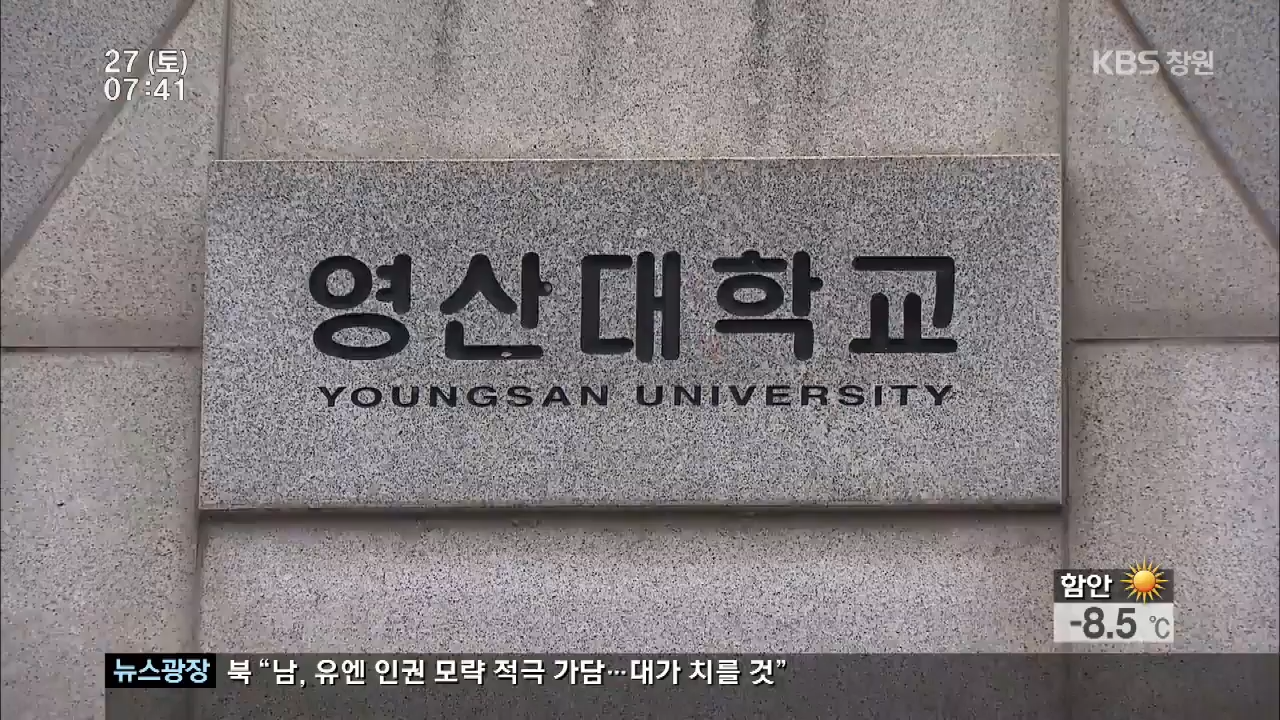 27 (토)
07:41
KBS 창원
영산대학교
YOUNGSAN UNIVERSITY
함안
-8.5 ℃
뉴스광장 북 “남, 유엔 인권 모략 적극 가담…대가 치를 것”